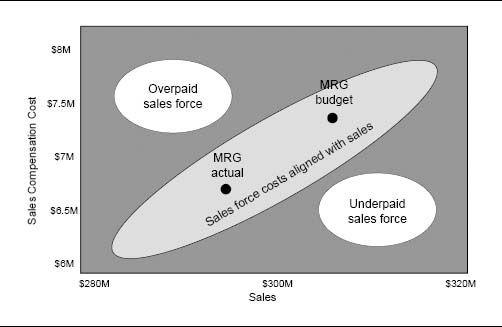 $8M
Overpaid
sales force
MRG
budget
$7.5M
Sales Compensation Cost
$7M
MRG
actual
Sales force costs aligned with sales
$6.5M
Underpaid
sales force
$6M
$280M
$300M
$320M
Sales